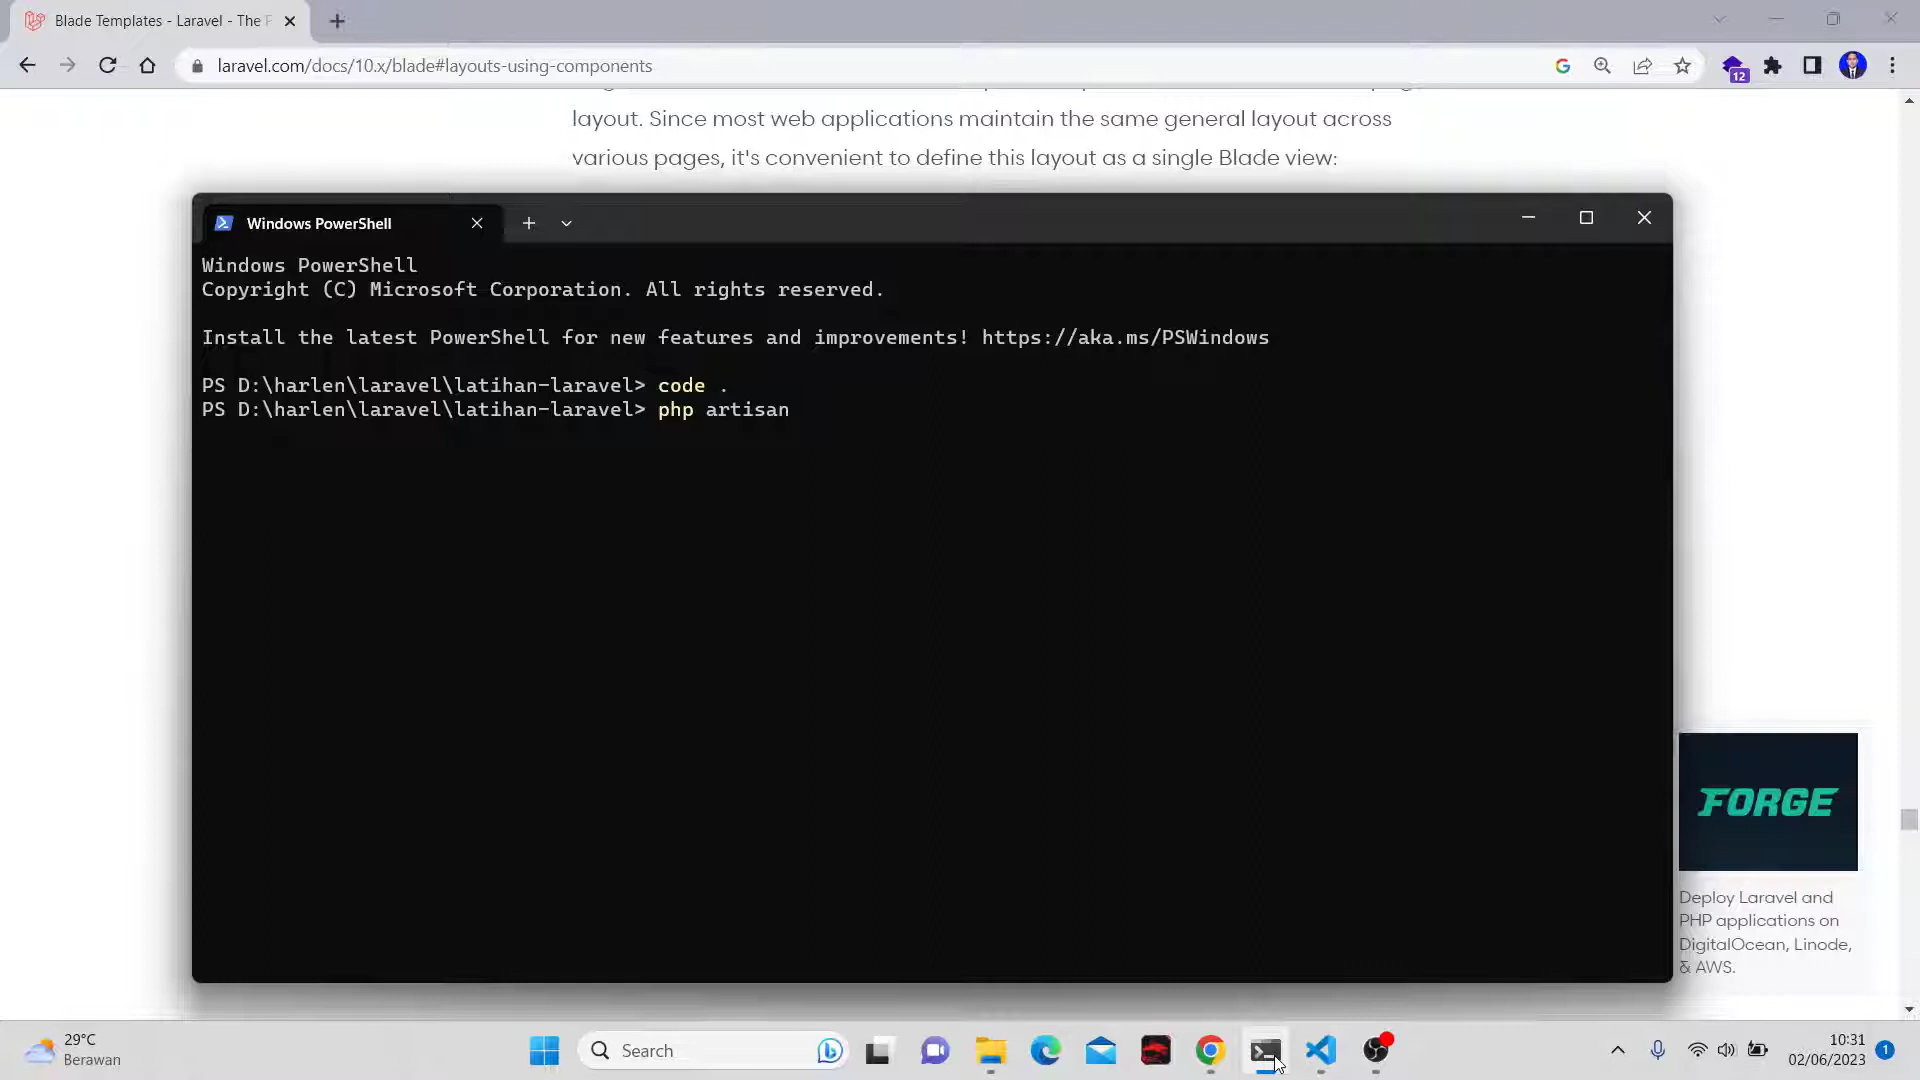 Blade Templates - Laravel - The P
laravel.com/docs/10.x/blade#layouts-using-components
12
layout. Since most web applications maintain the same general layout across
various pages, it's convenient to define this layout as a single Blade view:
Windows PowerShell
Windows PowerShell
Copyright (C) Microsoft Corporation. All rights reserved.
Install the latest PowerShell for new features and improvements! https://aka.ms/PSWindows
PS D:\harlen\laravel\latihan-laravel> code .
PS D:\harlen\laravel\latihan-laravel> php artisan
FORGE
Deploy Laravel and
PHP applications on
DigitalOcean, Linode,
& AWS.
29°C
Berawan
Search
10:31
02/06/2023
1